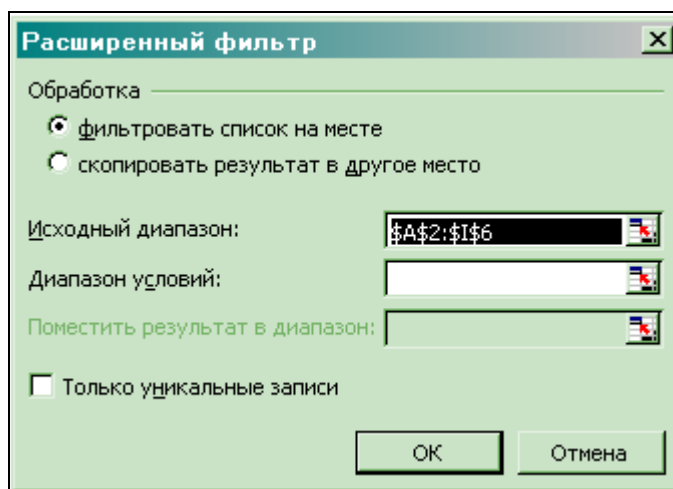 Расширенный фильтр
Обработка
фильтровать список на месте
скопировать результат в другое место
Исходный диапазон: $A$2:$I$6
Диапазон условий:
Поместить результат в диапазон:
Только уникальные записи
ОК Отмена